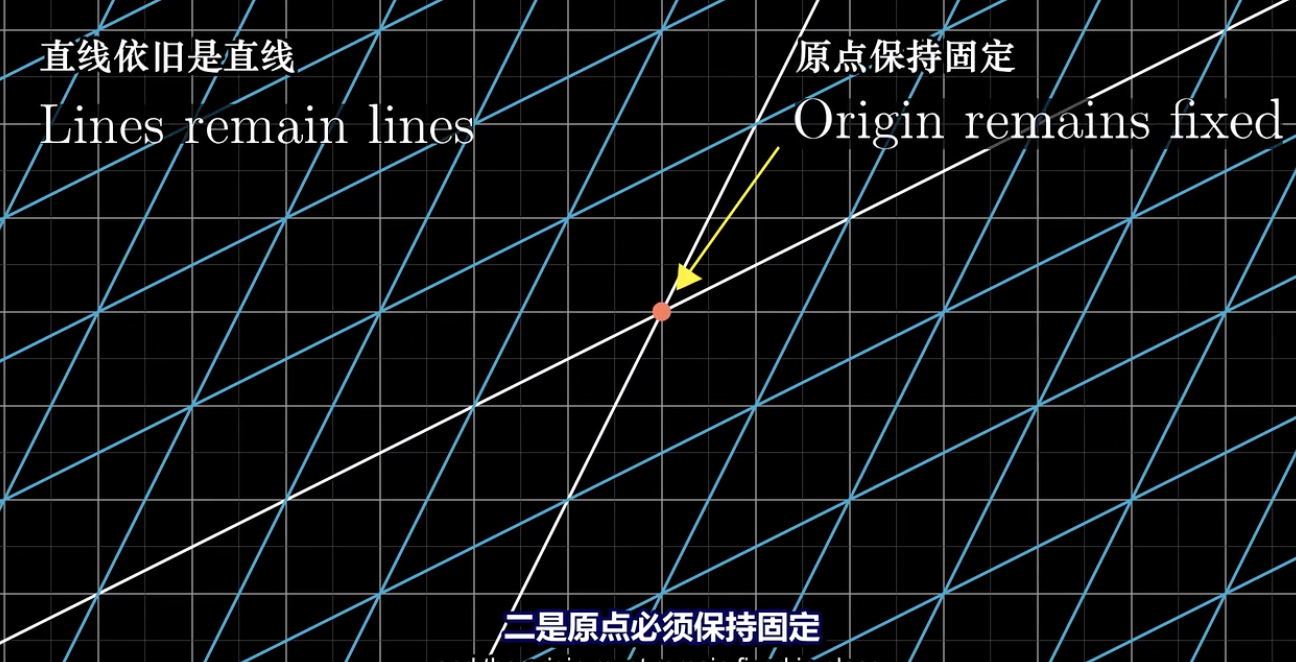 直线依旧是直线
Lines remain lines
原点保持固定
Origin remains fixed
二是原点必须保持固定